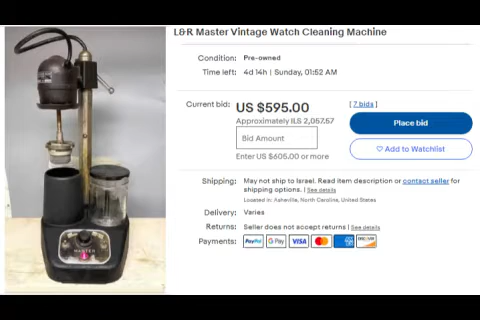 L&R Master Vintage Watch Cleaning Machine
Condition: Pre-owned
Time left: 4d 14h | Sunday, 01:52 AM
Current bid: US $595.00 [ 7 bids ]
Approximately ILS 2,057.57
Place bid
Bid Amount
Add to Watchlist
Enter US $605.00 or more
Shipping: May not ship to Israel. Read item description or contact seller for
shipping options. | See details
Located in: Asheville, North Carolina, United States
Delivery: Varies
Returns: Seller does not accept returns | See details
Payments: PayPal G Pay VISA DISCOVER
MASTER